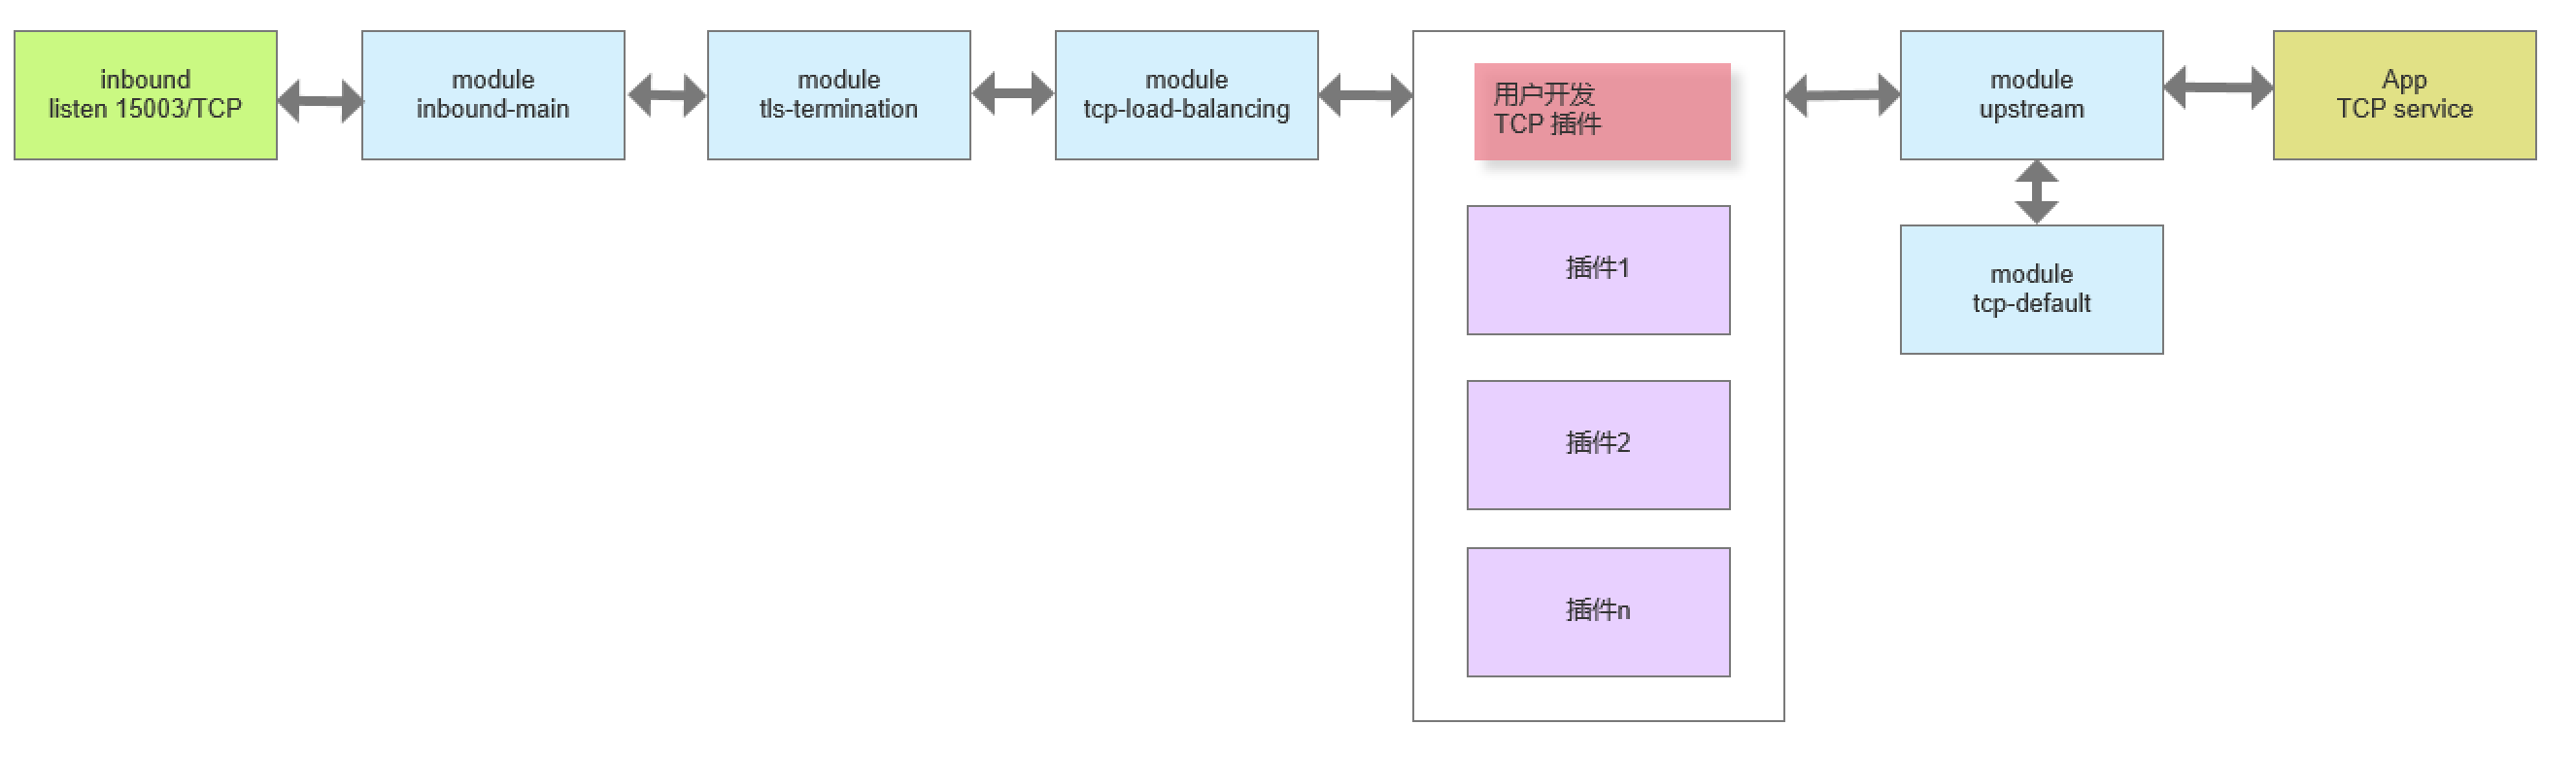 inbound
listen 15003/TCP
module
inbound-main
module
tls-termination
module
tcp-load-balancing
用户开发
TCP 插件
插件1
插件2
插件n
module
upstream
module
tcp-default
App
TCP service